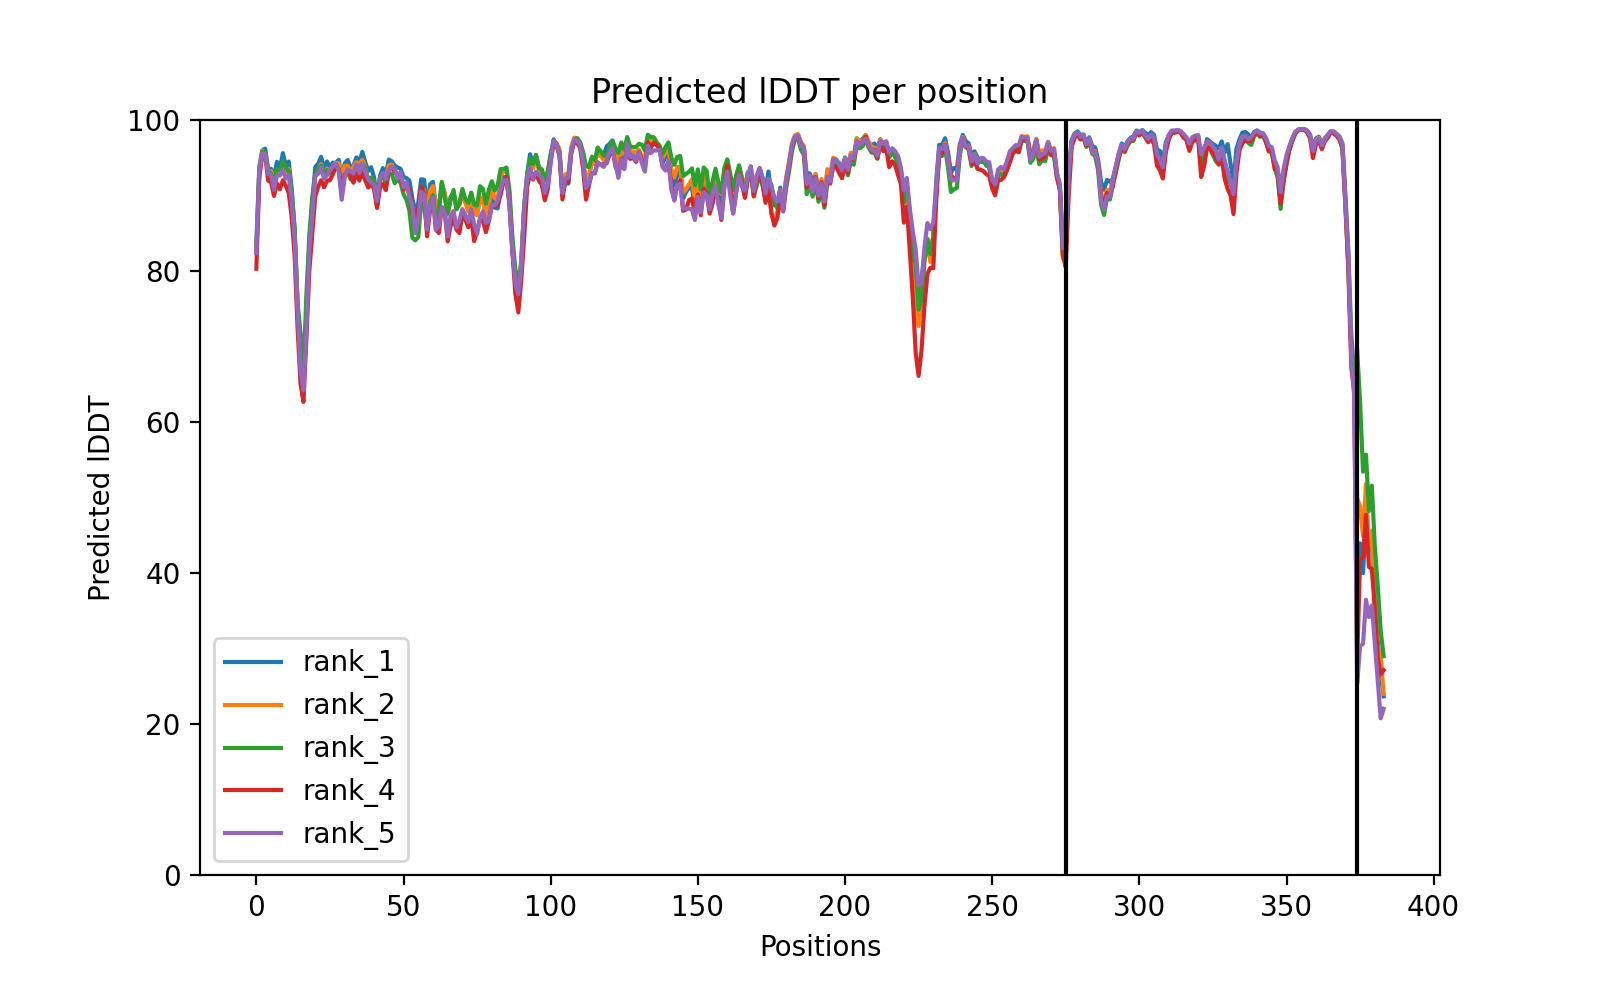 Predicted lDDT per position
100
80
60
40
20
0
Predicted lDDT
rank_1
rank_2
rank_3
rank_4
rank_5
0 50 100 150 200 250 300 350 400
Positions